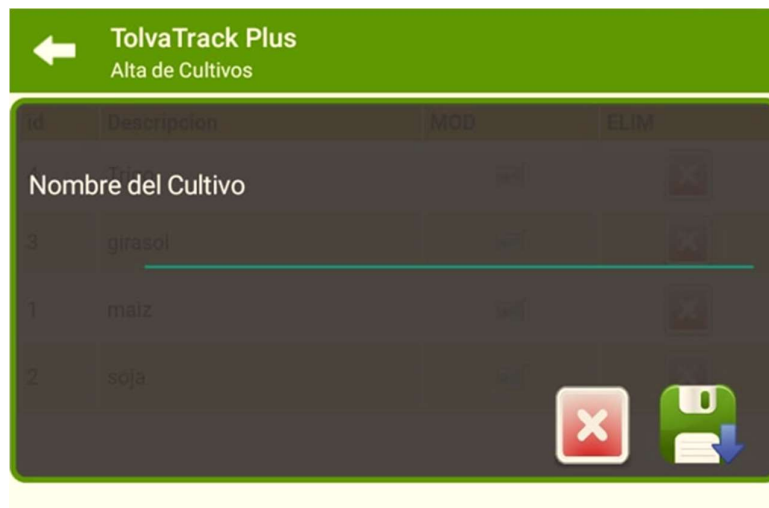 TolvaTrack Plus
Alta de Cultivos
id Descripcion MOD ELIM
Nombre del Cultivo
3 girasol
1 maiz
2 soja